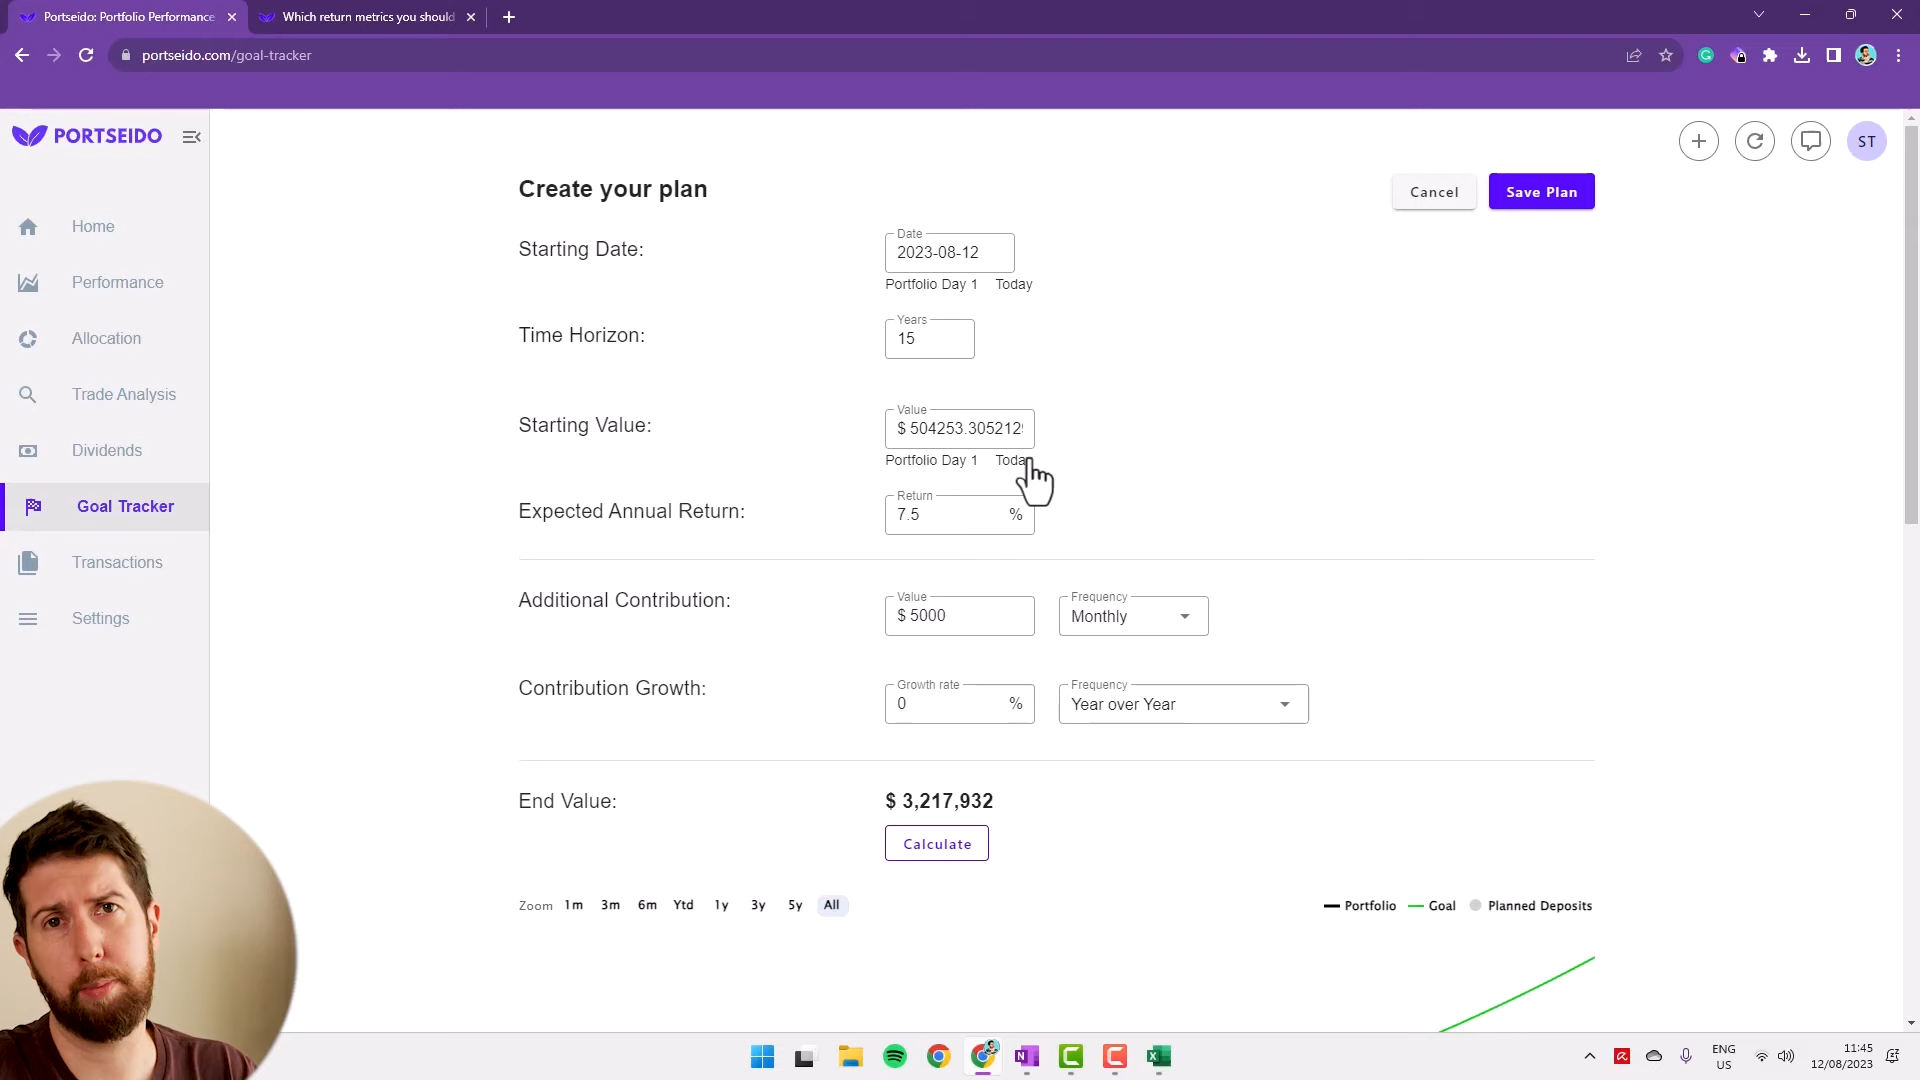 Portseido: Portfolio Performance
Which return metrics you should
portseido.com/goal-tracker
PORTSEIDO
ST
Home
Performance
Allocation
Trade Analysis
Dividends
Goal Tracker
Transactions
Settings
Create your plan
Cancel
Save Plan
Starting Date:
Date
2023-08-12
Portfolio Day 1 Today
Time Horizon:
Years
15
Starting Value:
Value
$ 504253.3052129
Portfolio Day 1
Expected Annual Return:
Return
7.5 %
Additional Contribution:
Value
$ 5000
Frequency
Monthly
Contribution Growth:
Growth rate
0 %
Frequency
Year over Year
End Value:
$ 3,217,932
Calculate
Zoom 1m 3m 6m Ytd 1y 3y 5y All
Portfolio Goal Planned Deposits
ENG
US
11:45
12/08/2023